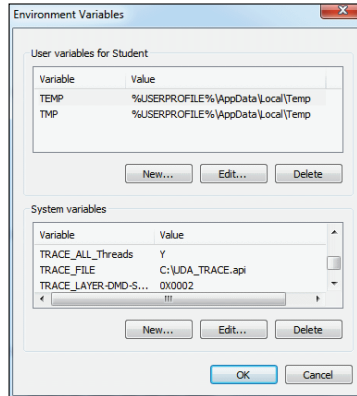 Environment Variables
User variables for Student
Variable Value
TEMP %USERPROFILE%\AppData\Local\Temp
TMP %USERPROFILE%\AppData\Local\Temp
New... Edit... Delete
System variables
Variable Value
TRACE_ALL_Threads Y
TRACE_FILE C:\UDA_TRACE.api
TRACE_LAYER-DMD-S... 0X0002
New... Edit... Delete
OK Cancel